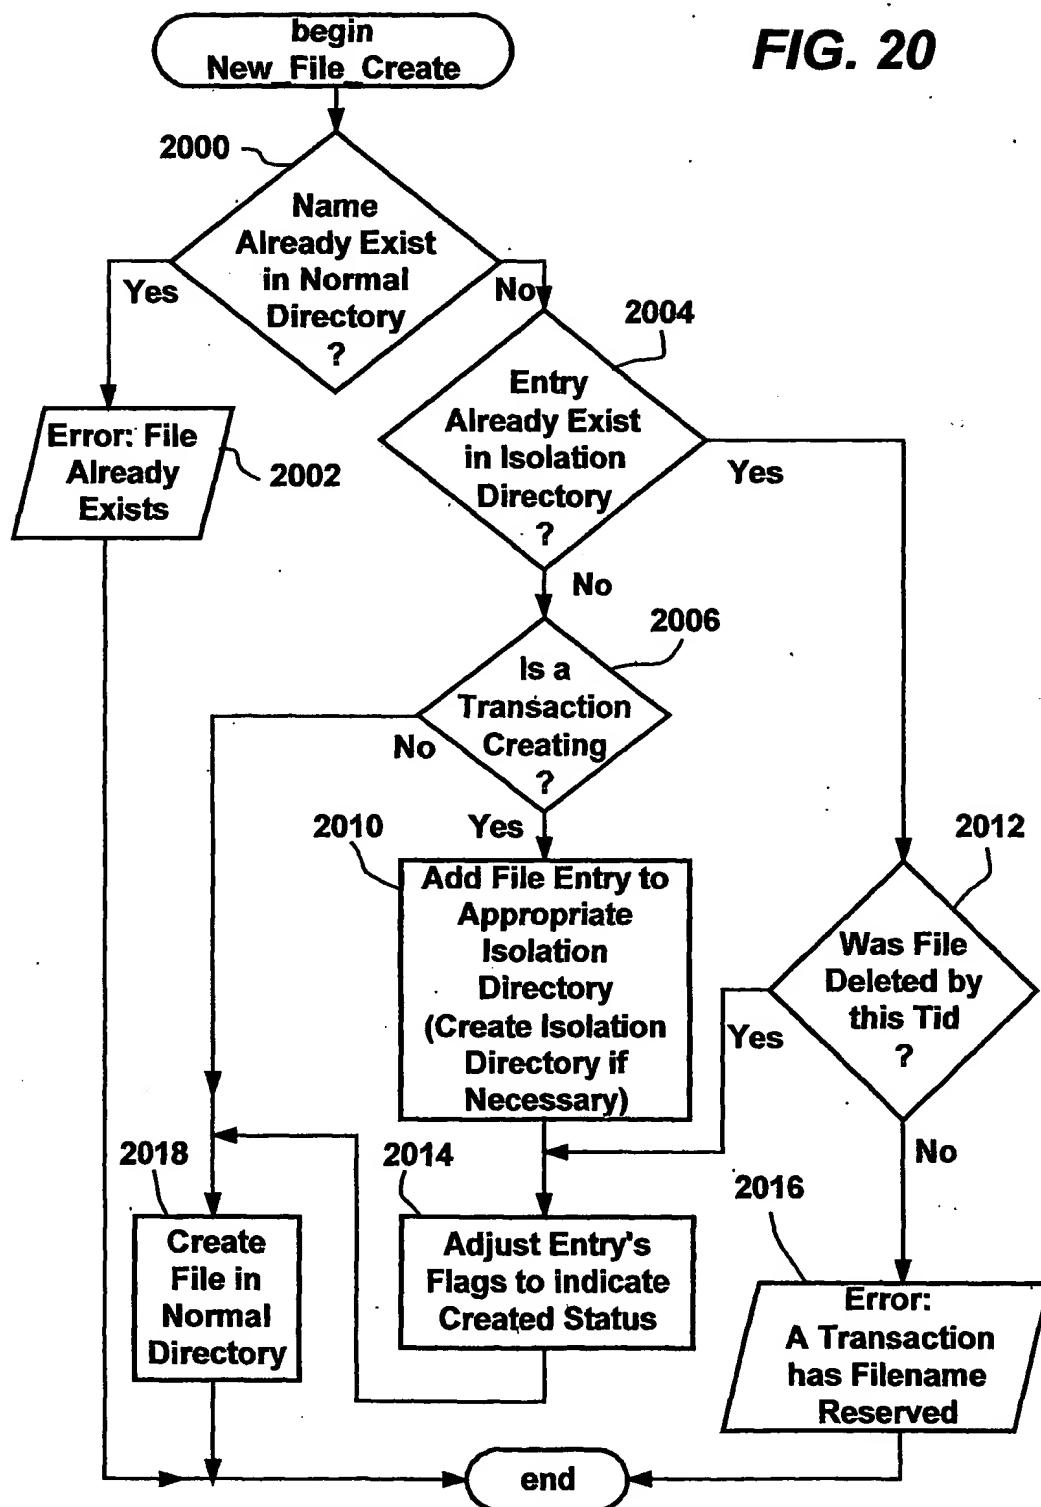 begin
New_File_Create
FIG. 20
2000
Name
Already Exist
in Normal
Directory
?
Yes
No
2004
Entry
Already Exist
in Isolation
Directory
?
Error: File
Already
Exists
2002
Yes
No
2006
Is a
Transaction
Creating
?
No
Yes
2010
Add File Entry to
Appropriate
Isolation
Directory
(Create Isolation
Directory if
Necessary)
2012
Was File
Deleted by
this Tid
?
Yes
No
2018
Create
File in
Normal
Directory
2014
Adjust Entry's
Flags to indicate
Created Status
2016
Error:
A Transaction
has Filename
Reserved
end